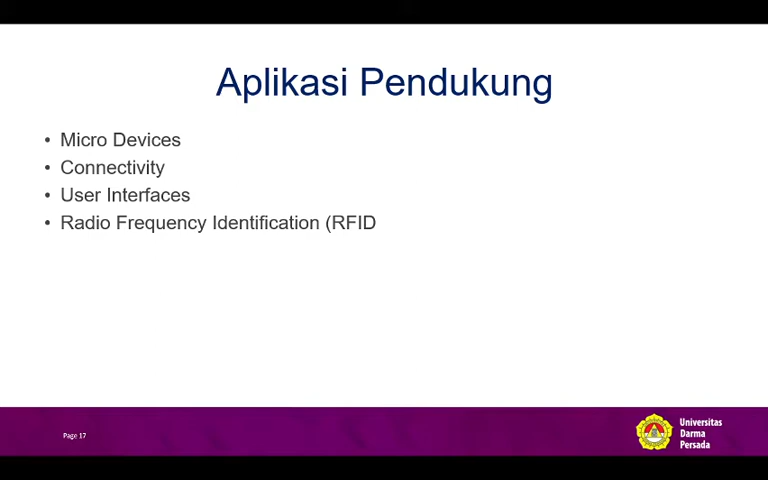 Aplikasi Pendukung
• Micro Devices
• Connectivity
• User Interfaces
• Radio Frequency Identification (RFID
Page 17
Universitas
Darma
Persada